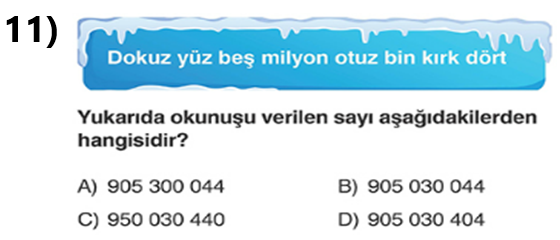 11)
Dokuz yüz beş milyon otuz bin kırk dört
Yukarıda okunuşu verilen sayı aşağıdakilerden
hangisidir?
A) 905 300 044 B) 905 030 044
C) 950 030 440 D) 905 030 404